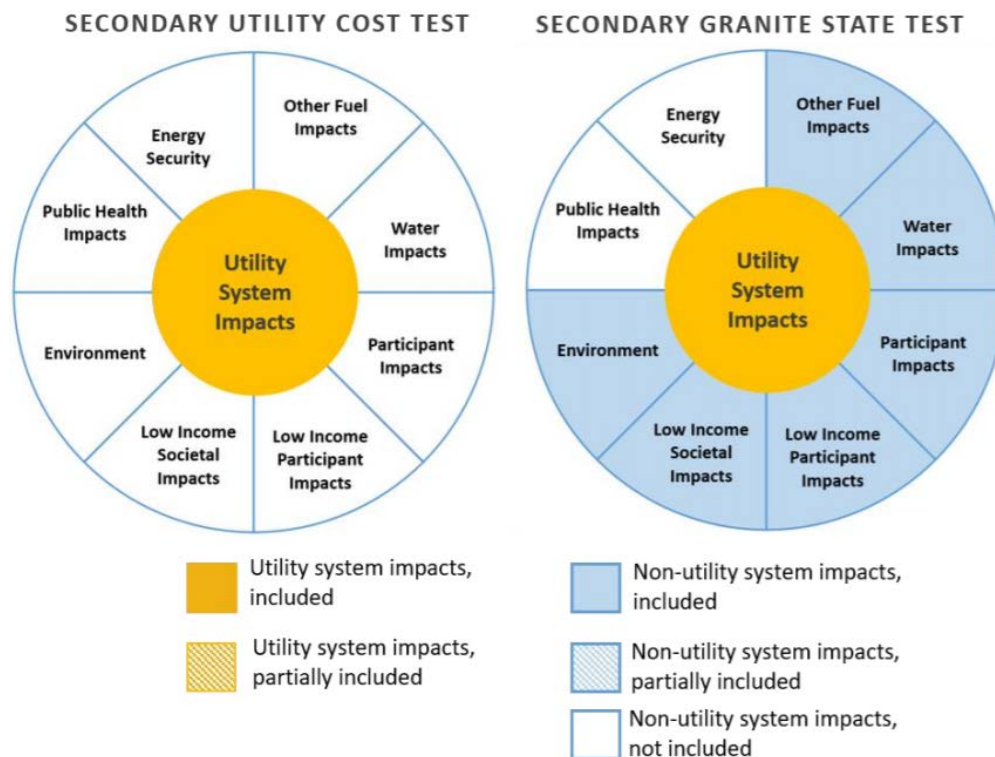 SECONDARY UTILITY COST TEST
Other Fuel
Impacts
Energy
Security
Public Health
Impacts
Water
Impacts
Utility
System
Impacts
Environment
Participant
Impacts
Low Income
Societal
Impacts
Low Income
Participant
Impacts
SECONDARY GRANITE STATE TEST
Energy
Security
Other Fuel
Impacts
Public Health
Impacts
Water
Impacts
Utility
System
Impacts
Environment
Participant
Impacts
Low Income
Societal
Impacts
Low Income
Participant
Impacts
Utility system impacts,
included
Utility system impacts,
partially included
Non-utility system impacts,
included
Non-utility system impacts,
partially included
Non-utility system impacts,
not included